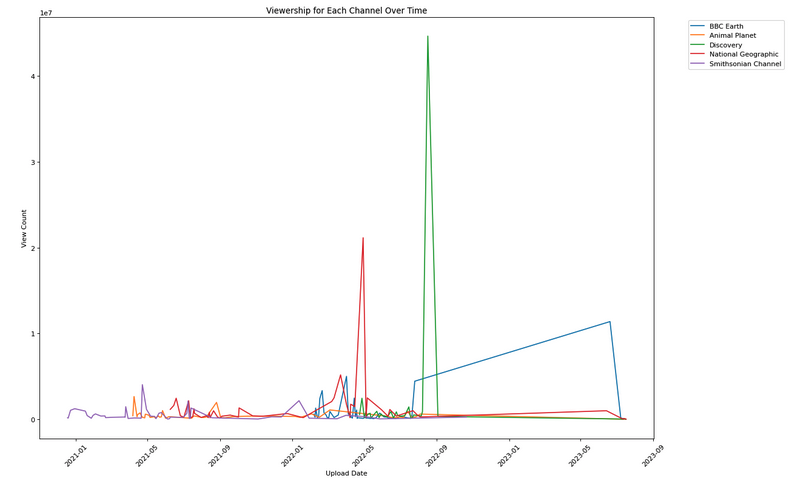 Viewership for Each Channel Over Time
1e7
BBC Earth
Animal Planet
Discovery
National Geographic
Smithsonian Channel
4
3
2
1
0
View Count
2021-01
2021-05
2021-09
2022-01
2022-05
2022-09
2023-01
2023-05
2023-09
Upload Date